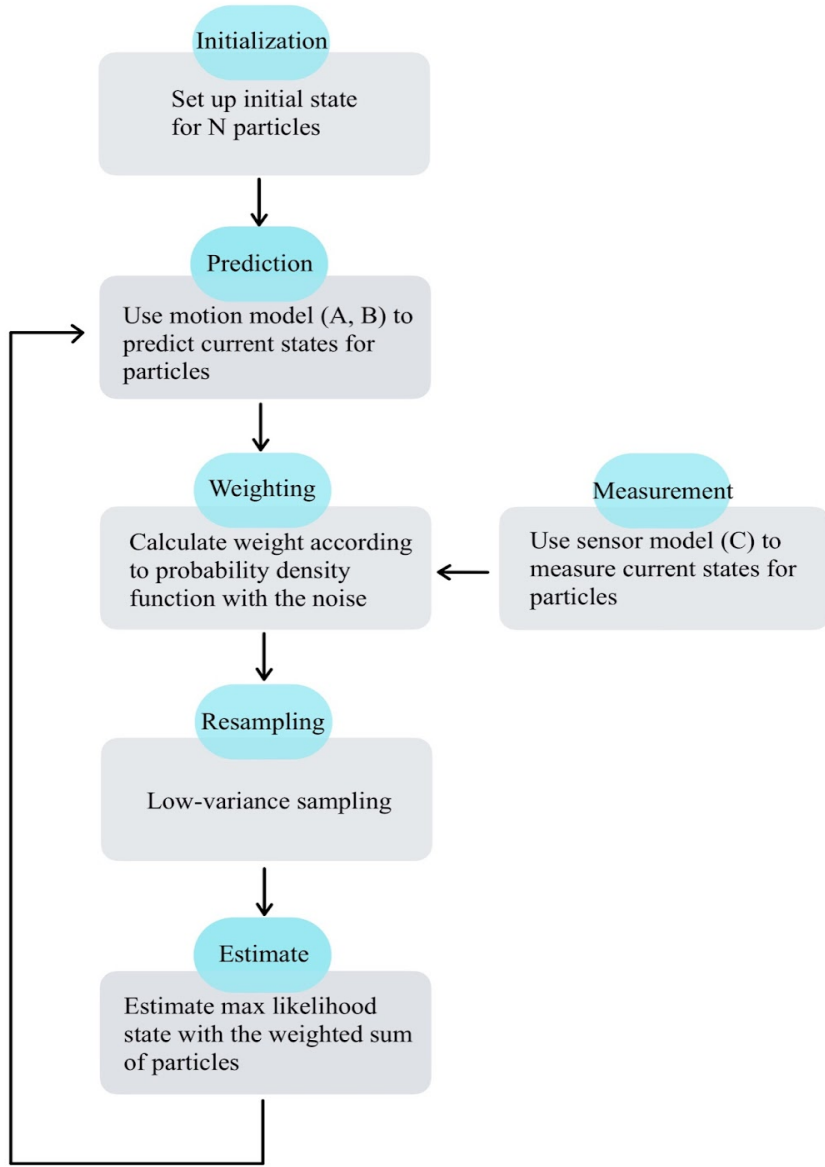 Initialization
Set up initial state
for N particles
Prediction
Use motion model (A, B) to
predict current states for
particles
Weighting
Calculate weight according
to probability density
function with the noise
Measurement
Use sensor model (C) to
measure current states for
particles
Resampling
Low-variance sampling
Estimate
Estimate max likelihood
state with the weighted sum
of particles